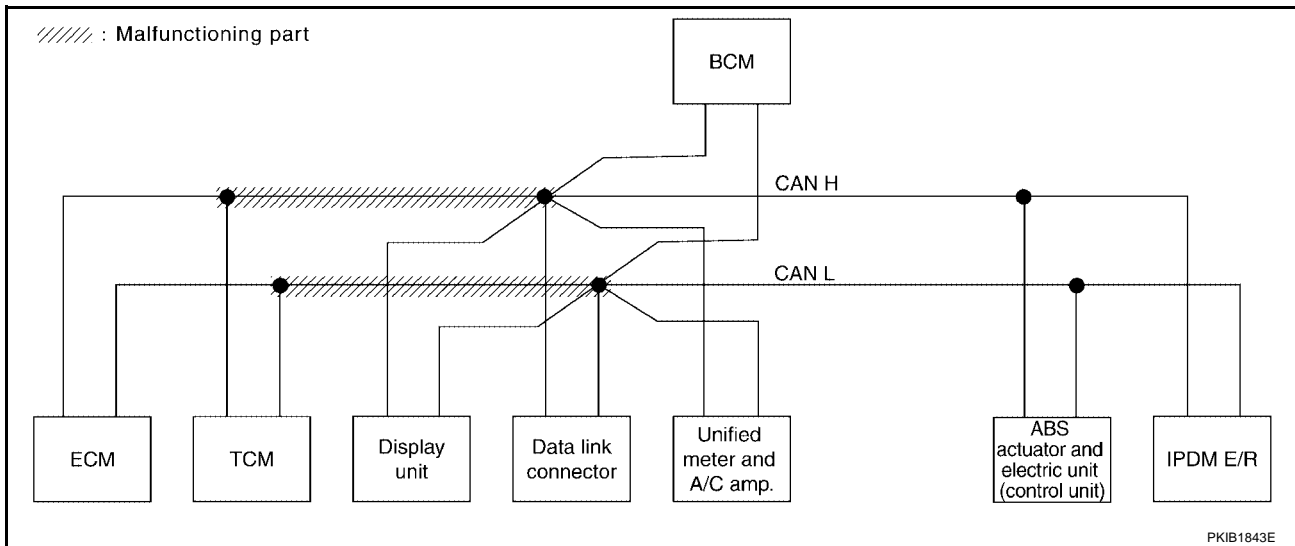 : Malfunctioning part
BCM
CAN H
CAN L
ECM
TCM
Display
unit
Data link
connector
Unified
meter and
A/C amp.
ABS
actuator and
electric unit
(control unit)
IPDM E/R
PKIB1843E